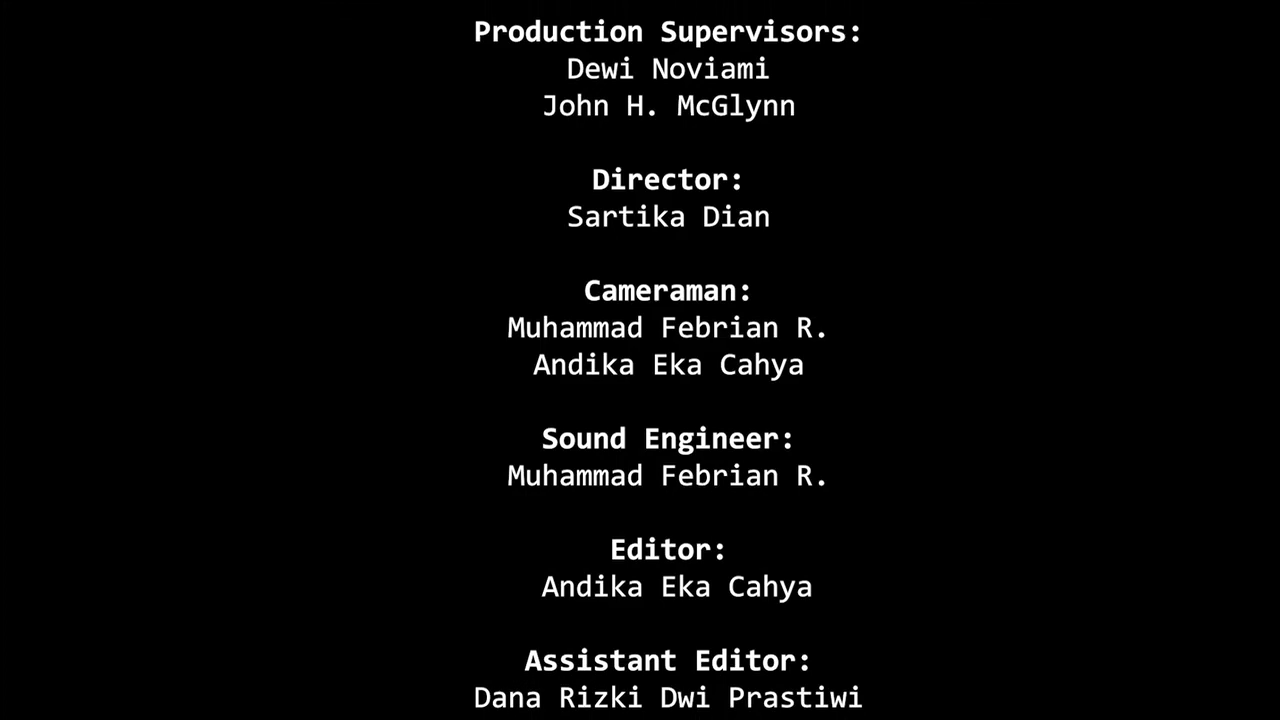 Production Supervisors:
Dewi Noviami
John H. McGlynn
Director:
Sartika Dian
Cameraman:
Muhammad Febrian R.
Andika Eka Cahya
Sound Engineer:
Muhammad Febrian R.
Editor:
Andika Eka Cahya
Assistant Editor:
Dana Rizki Dwi Prastiwi